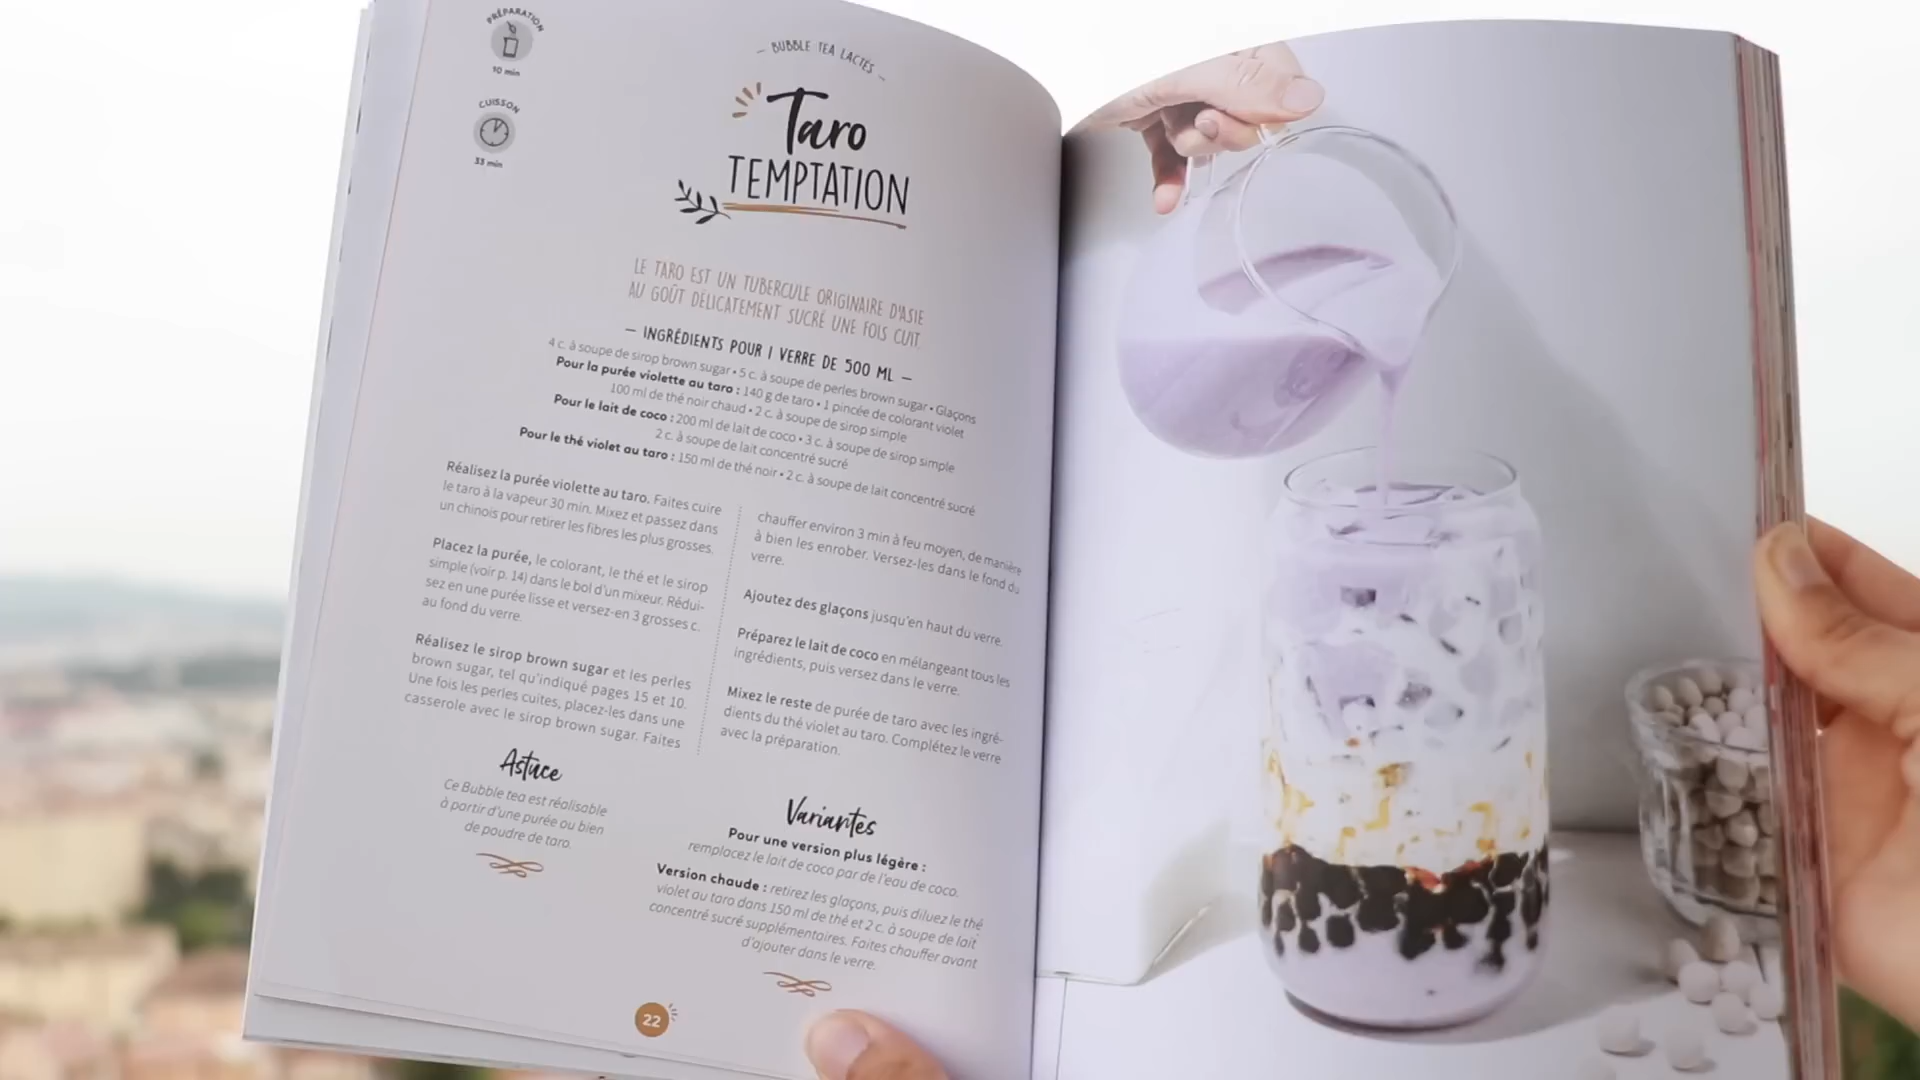 PRÉPARATION
10 min
CUISSON
33 min
— BUBBLE TEA LACTÉS —
Taro
TEMPTATION
LE TARO EST UN TUBERCULE ORIGINAIRE D'ASIE
AU GOÛT DÉLICATEMENT SUCRÉ UNE FOIS CUIT.
— INGRÉDIENTS POUR 1 VERRE DE 500 ML —
4 c. à soupe de sirop brown sugar • 5 c. à soupe de perles brown sugar • Glaçons
Pour la purée violette au taro : 140 g de taro • 1 pincée de colorant violet
100 ml de thé noir chaud • 2 c. à soupe de sirop simple
Pour le lait de coco : 200 ml de lait de coco • 3 c. à soupe de sirop simple
2 c. à soupe de lait concentré sucré
Pour le thé violet au taro : 150 ml de thé noir • 2 c. à soupe de lait concentré sucré
Réalisez la purée violette au taro. Faites cuire
le taro à la vapeur 30 min. Mixez et passez dans
un chinois pour retirer les fibres les plus grosses.
Placez la purée, le colorant, le thé et le sirop
simple (voir p. 14) dans le bol d'un mixeur. Rédui-
sez en une purée lisse et versez-en 3 grosses c.
au fond du verre.
Réalisez le sirop brown sugar et les perles
brown sugar, tel qu'indiqué pages 15 et 10.
Une fois les perles cuites, placez-les dans une
casserole avec le sirop brown sugar. Faites
chauffer environ 3 min à feu moyen, de manière
à bien les enrober. Versez-les dans le fond du
verre.
Ajoutez des glaçons jusqu'en haut du verre.
Préparez le lait de coco en mélangeant tous les
ingrédients, puis versez dans le verre.
Mixez le reste de purée de taro avec les ingré-
dients du thé violet au taro. Complétez le verre
avec la préparation.
Astuce
Ce Bubble tea est réalisable
à partir d'une purée ou bien
de poudre de taro.
Variantes
Pour une version plus légère :
remplacez le lait de coco par de l'eau de coco.
Version chaude : retirez les glaçons, puis diluez le thé
violet au taro dans 150 ml de thé et 2 c. à soupe de lait
concentré sucré supplémentaires. Faites chauffer avant
d'ajouter dans le verre.
22